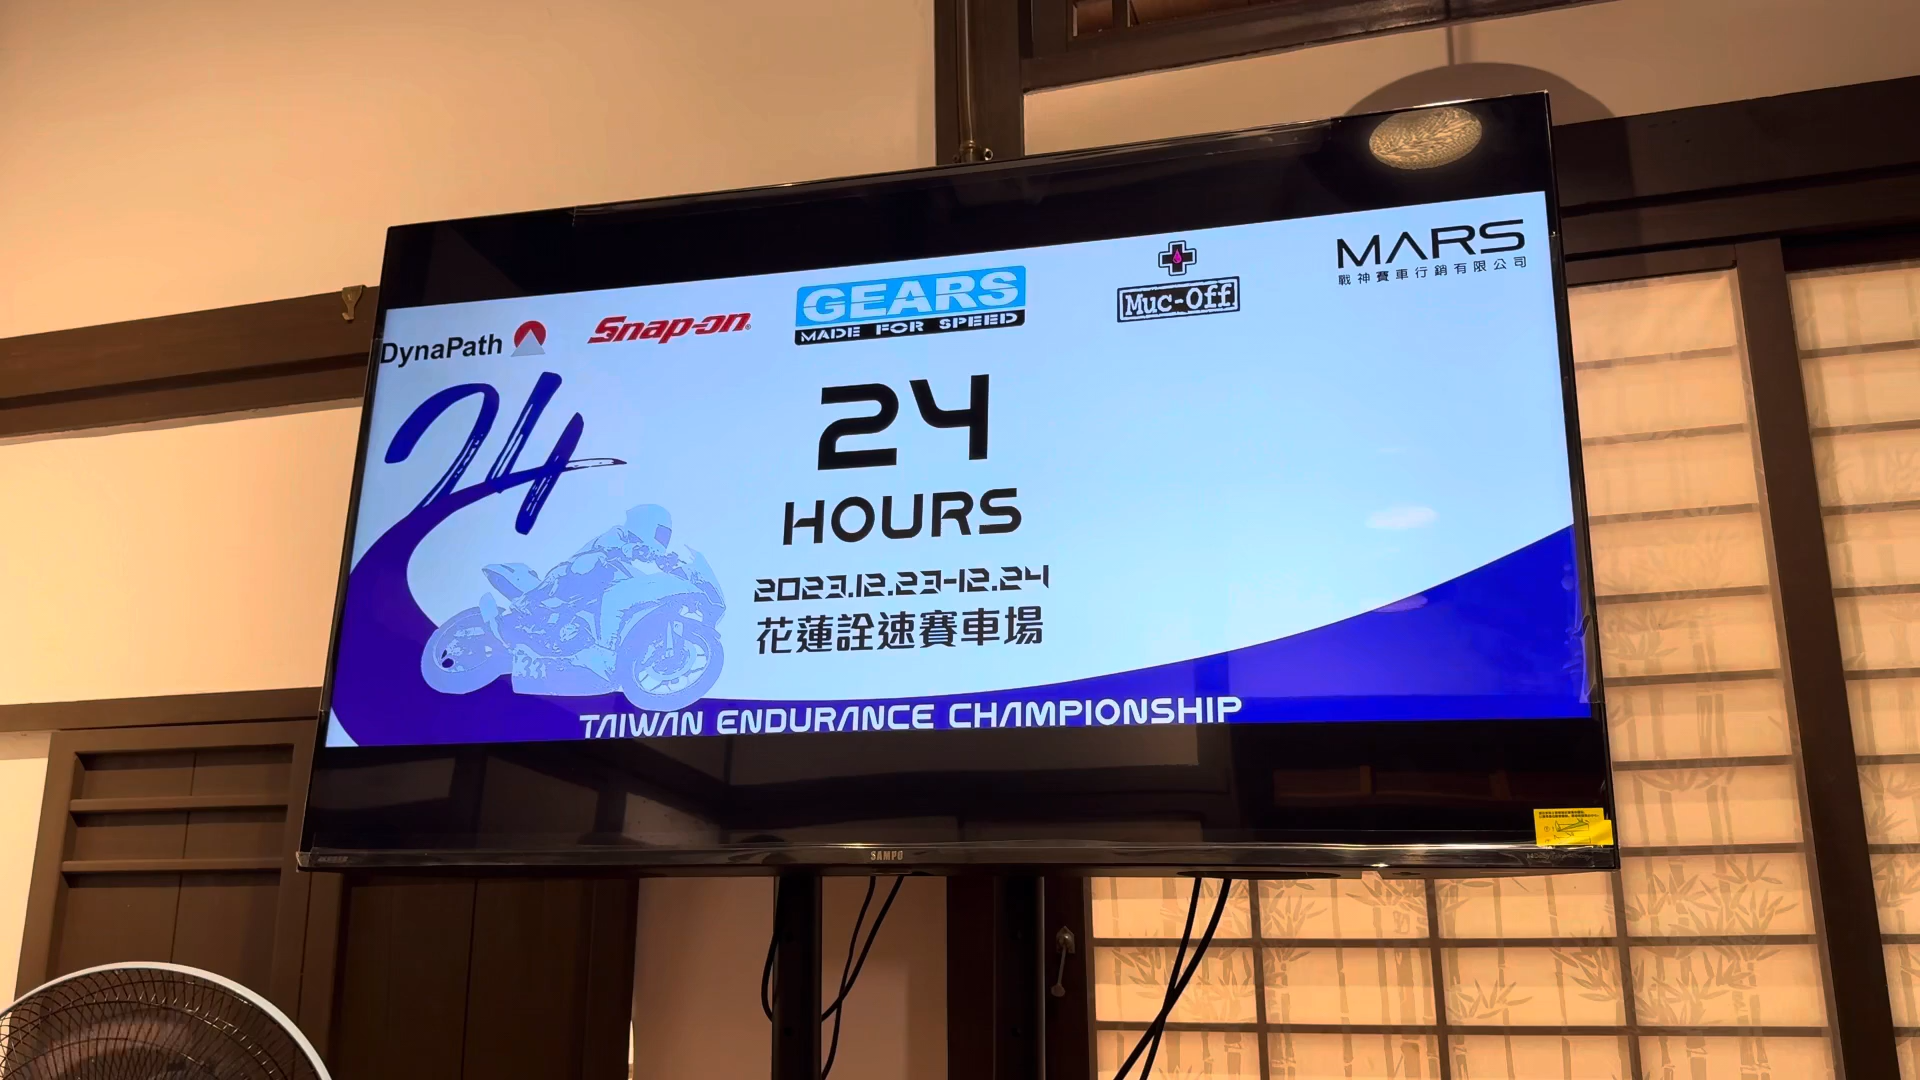 DynaPath
Snap-on
GEARS
MADE FOR SPEED
Muc-Off
MARS
戰神賽車行銷有限公司
24
24
HOURS
2023.12.23-12.24
花蓮詮速賽車場
TAIWAN ENDURANCE CHAMPIONSHIP
SAMPO